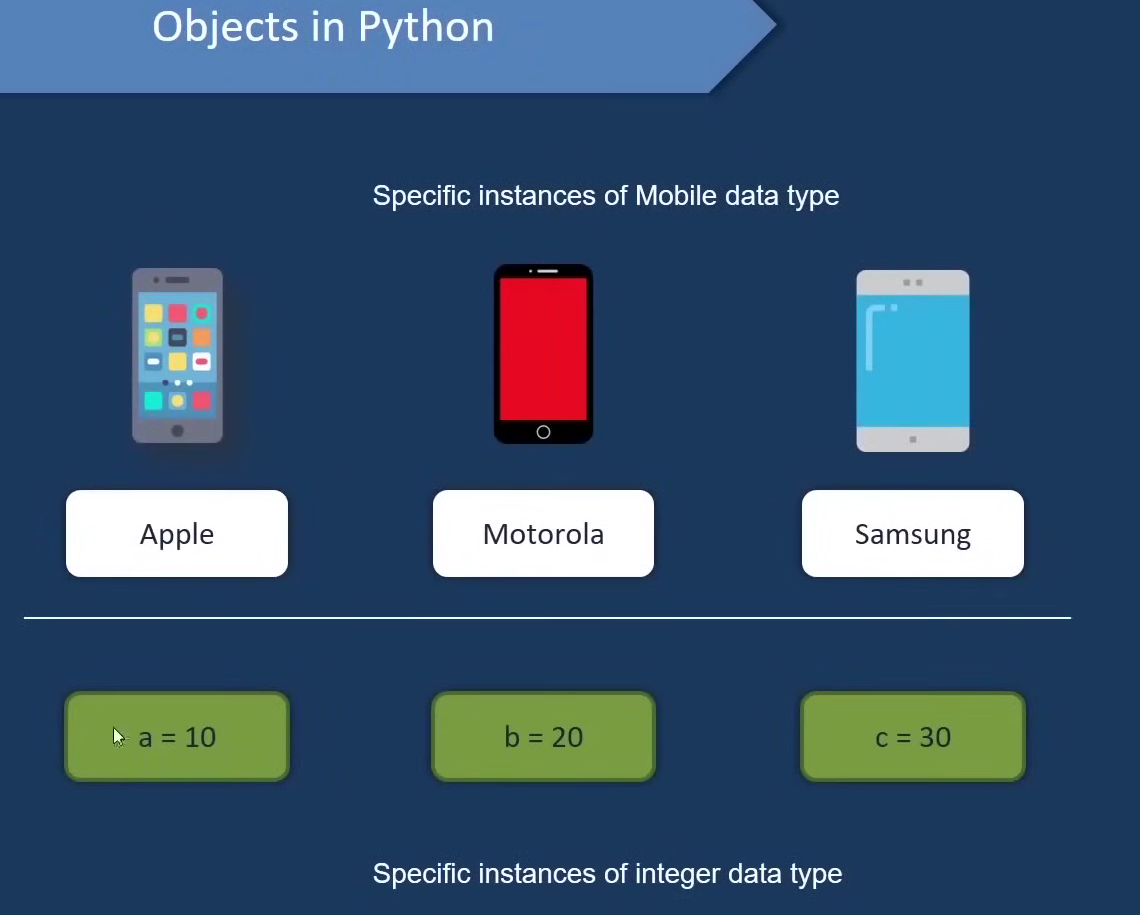 Objects in Python
Specific instances of Mobile data type
Apple
Motorola
Samsung
a = 10
b = 20
c = 30
Specific instances of integer data type